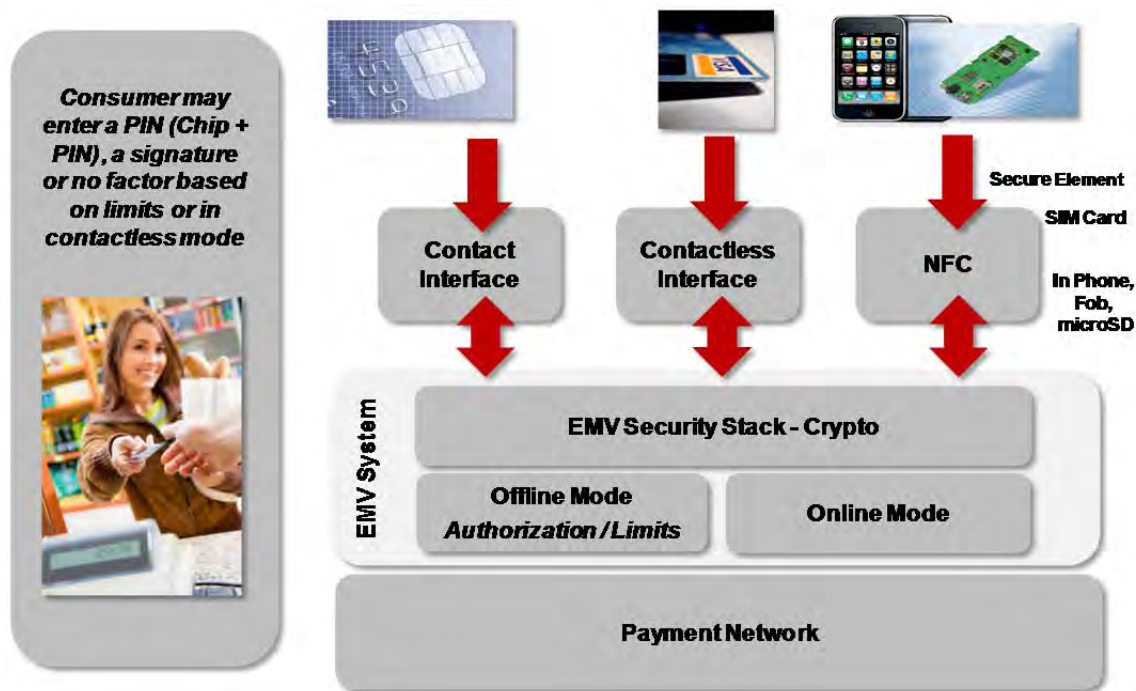 Consumer may
enter a PIN (Chip +
PIN), a signature
or no factor based
on limits or in
contactless mode
VISA
Secure Element
SIM Card
In Phone,
Fob,
microSD
Contact
Interface
Contactless
Interface
NFC
EMV System
EMV Security Stack - Crypto
Offline Mode
Authorization / Limits
Online Mode
Payment Network